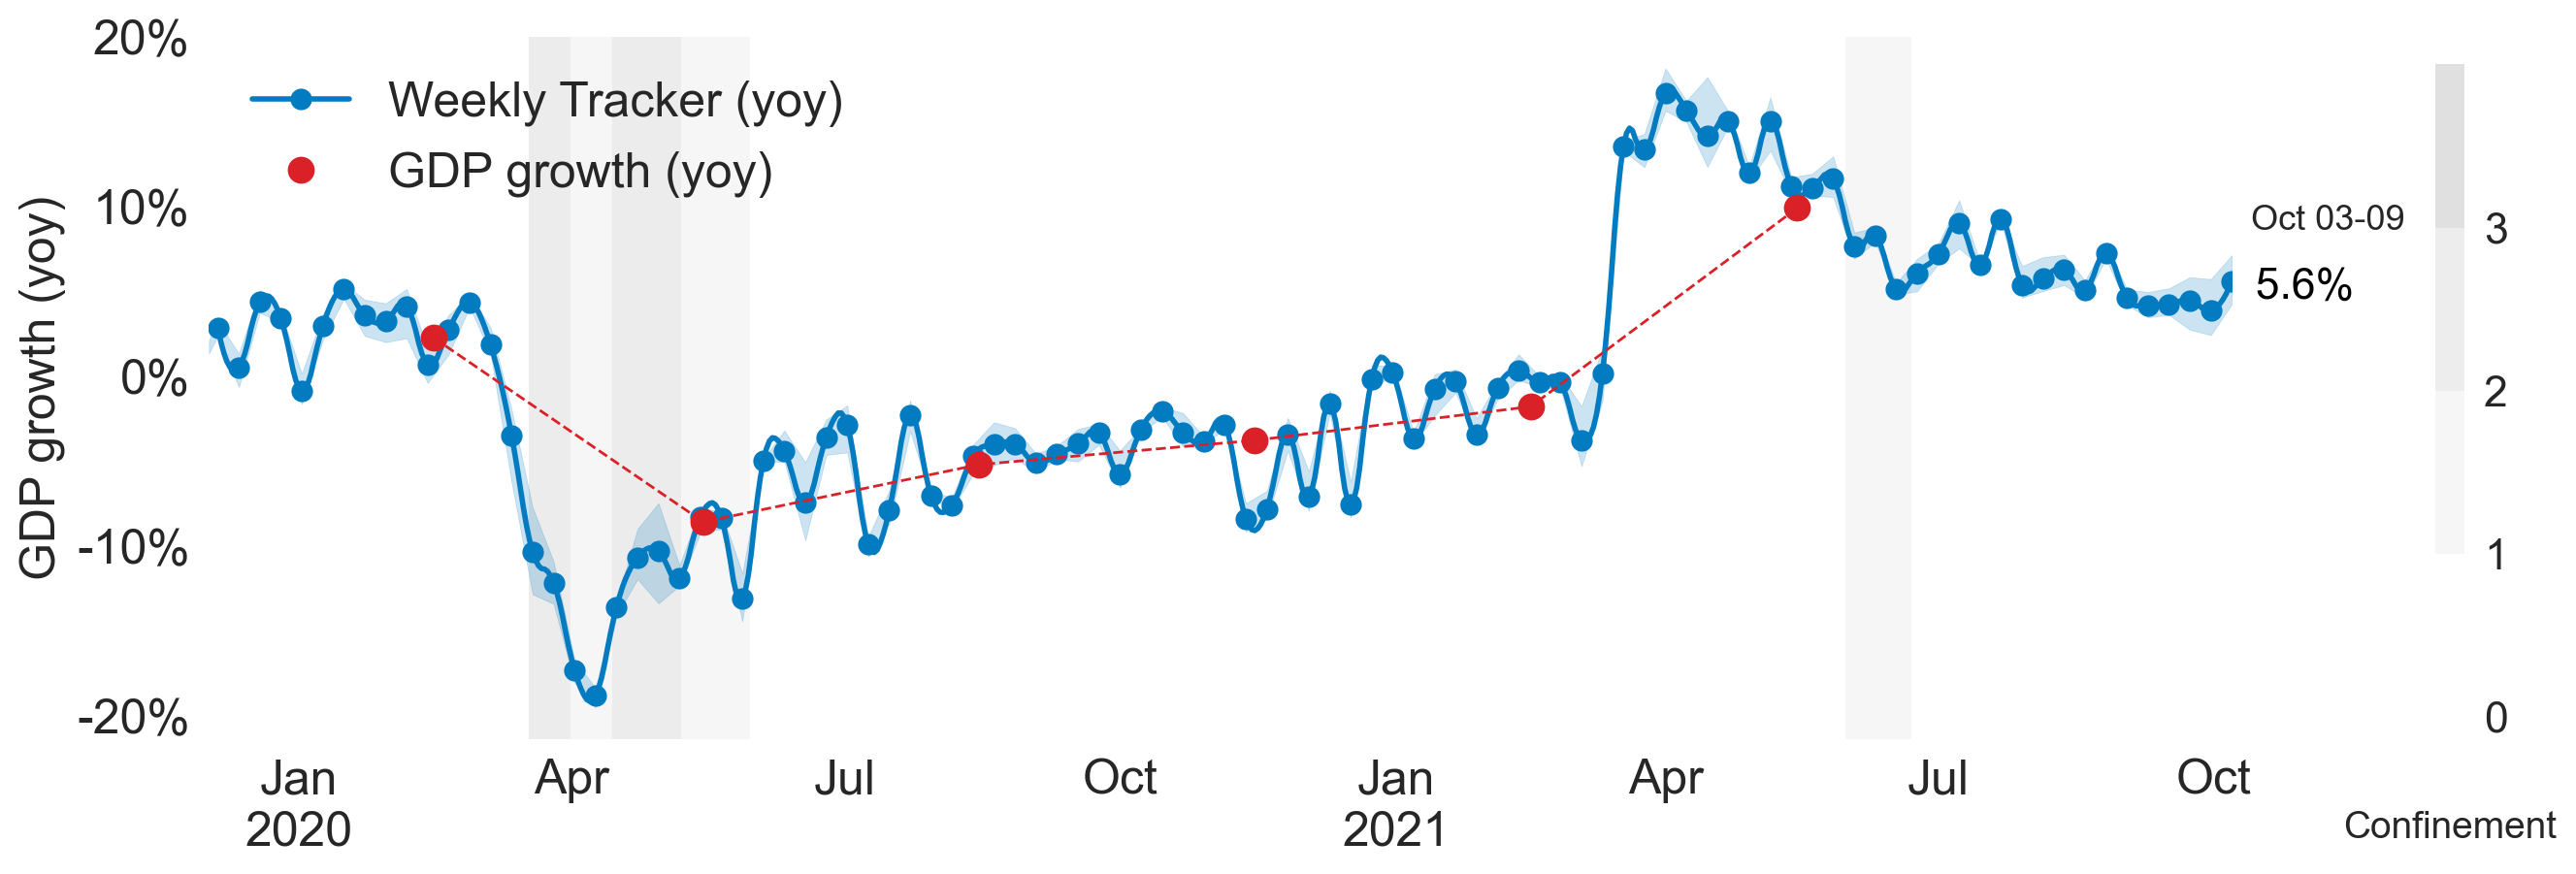 20%
10%
0%
-10%
-20%
GDP growth (yoy)
Weekly Tracker (yoy)
GDP growth (yoy)
Oct 03-09
5.6%
3
2
1
0
Jan Apr Jul Oct Jan Apr Jul Oct
2020 2021
Confinement